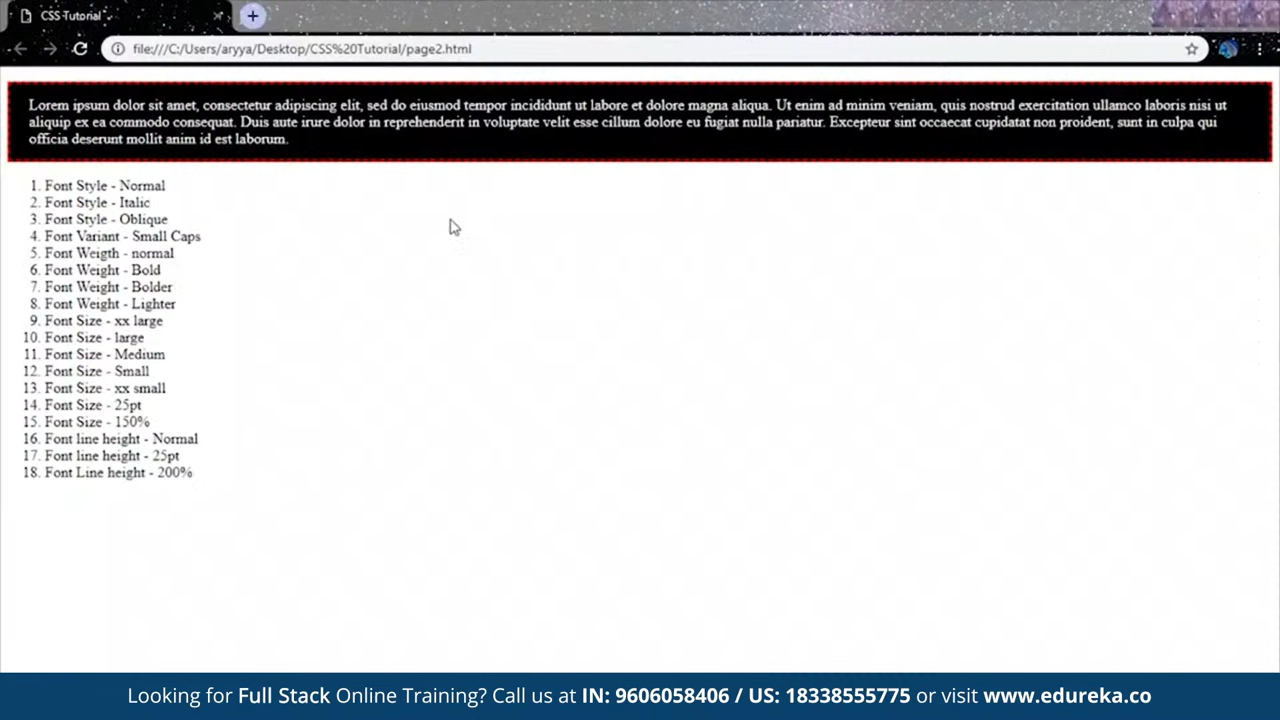 CSS Tutorial
file:///C:/Users/aryya/Desktop/CSS%20Tutorial/page2.html
Lorem ipsum dolor sit amet, consectetur adipiscing elit, sed do eiusmod tempor incididunt ut labore et dolore magna aliqua. Ut enim ad minim veniam, quis nostrud exercitation ullamco laboris nisi ut
aliquip ex ea commodo consequat. Duis aute irure dolor in reprehenderit in voluptate velit esse cillum dolore eu fugiat nulla pariatur. Excepteur sint occaecat cupidatat non proident, sunt in culpa qui
officia deserunt mollit anim id est laborum.
1. Font Style - Normal
2. Font Style - Italic
3. Font Style - Oblique
4. Font Variant - Small Caps
5. Font Weigth - normal
6. Font Weight - Bold
7. Font Weight - Bolder
8. Font Weight - Lighter
9. Font Size - xx large
10. Font Size - large
11. Font Size - Medium
12. Font Size - Small
13. Font Size - xx small
14. Font Size - 25pt
15. Font Size - 150%
16. Font line height - Normal
17. Font line height - 25pt
18. Font Line height - 200%
Looking for Full Stack Online Training? Call us at IN: 9606058406 / US: 18338555775 or visit www.edureka.co